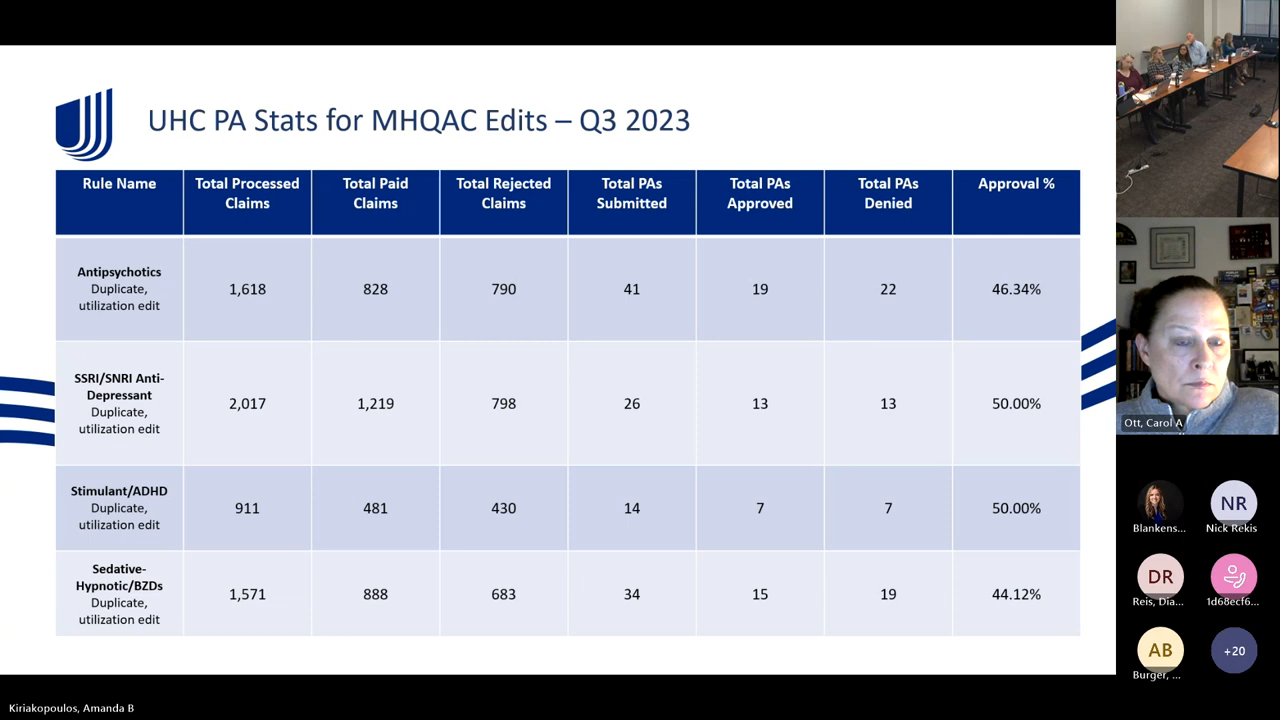 UHC PA Stats for MHQAC Edits – Q3 2023
Rule Name
Total Processed
Claims
Total Paid
Claims
Total Rejected
Claims
Total PAs
Submitted
Total PAs
Approved
Total PAs
Denied
Approval %
Antipsychotics
Duplicate,
utilization edit
1,618
828
790
41
19
22
46.34%
SSRI/SNRI Anti-
Depressant
Duplicate,
utilization edit
2,017
1,219
798
26
13
13
50.00%
Stimulant/ADHD
Duplicate,
utilization edit
911
481
430
14
7
7
50.00%
Sedative-
Hypnotic/BZDs
Duplicate,
utilization edit
1,571
888
683
34
15
19
44.12%
Ott, Carol A
Blankens...
NR
Nick Rekis
DR
Reis, Dia...
1d68ecf6...
AB
Burger, ...
+20
Kiriakopoulos, Amanda B